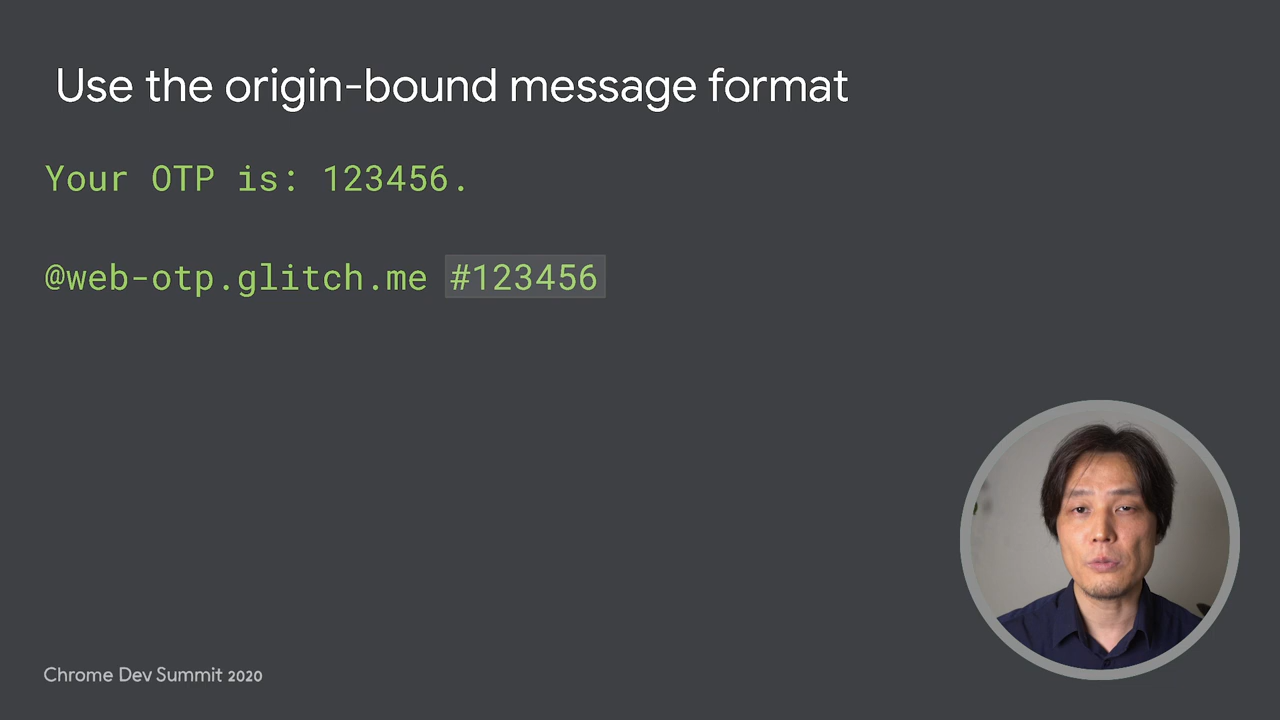 Use the origin-bound message format
Your OTP is: 123456.
@web-otp.glitch.me #123456
Chrome Dev Summit 2020